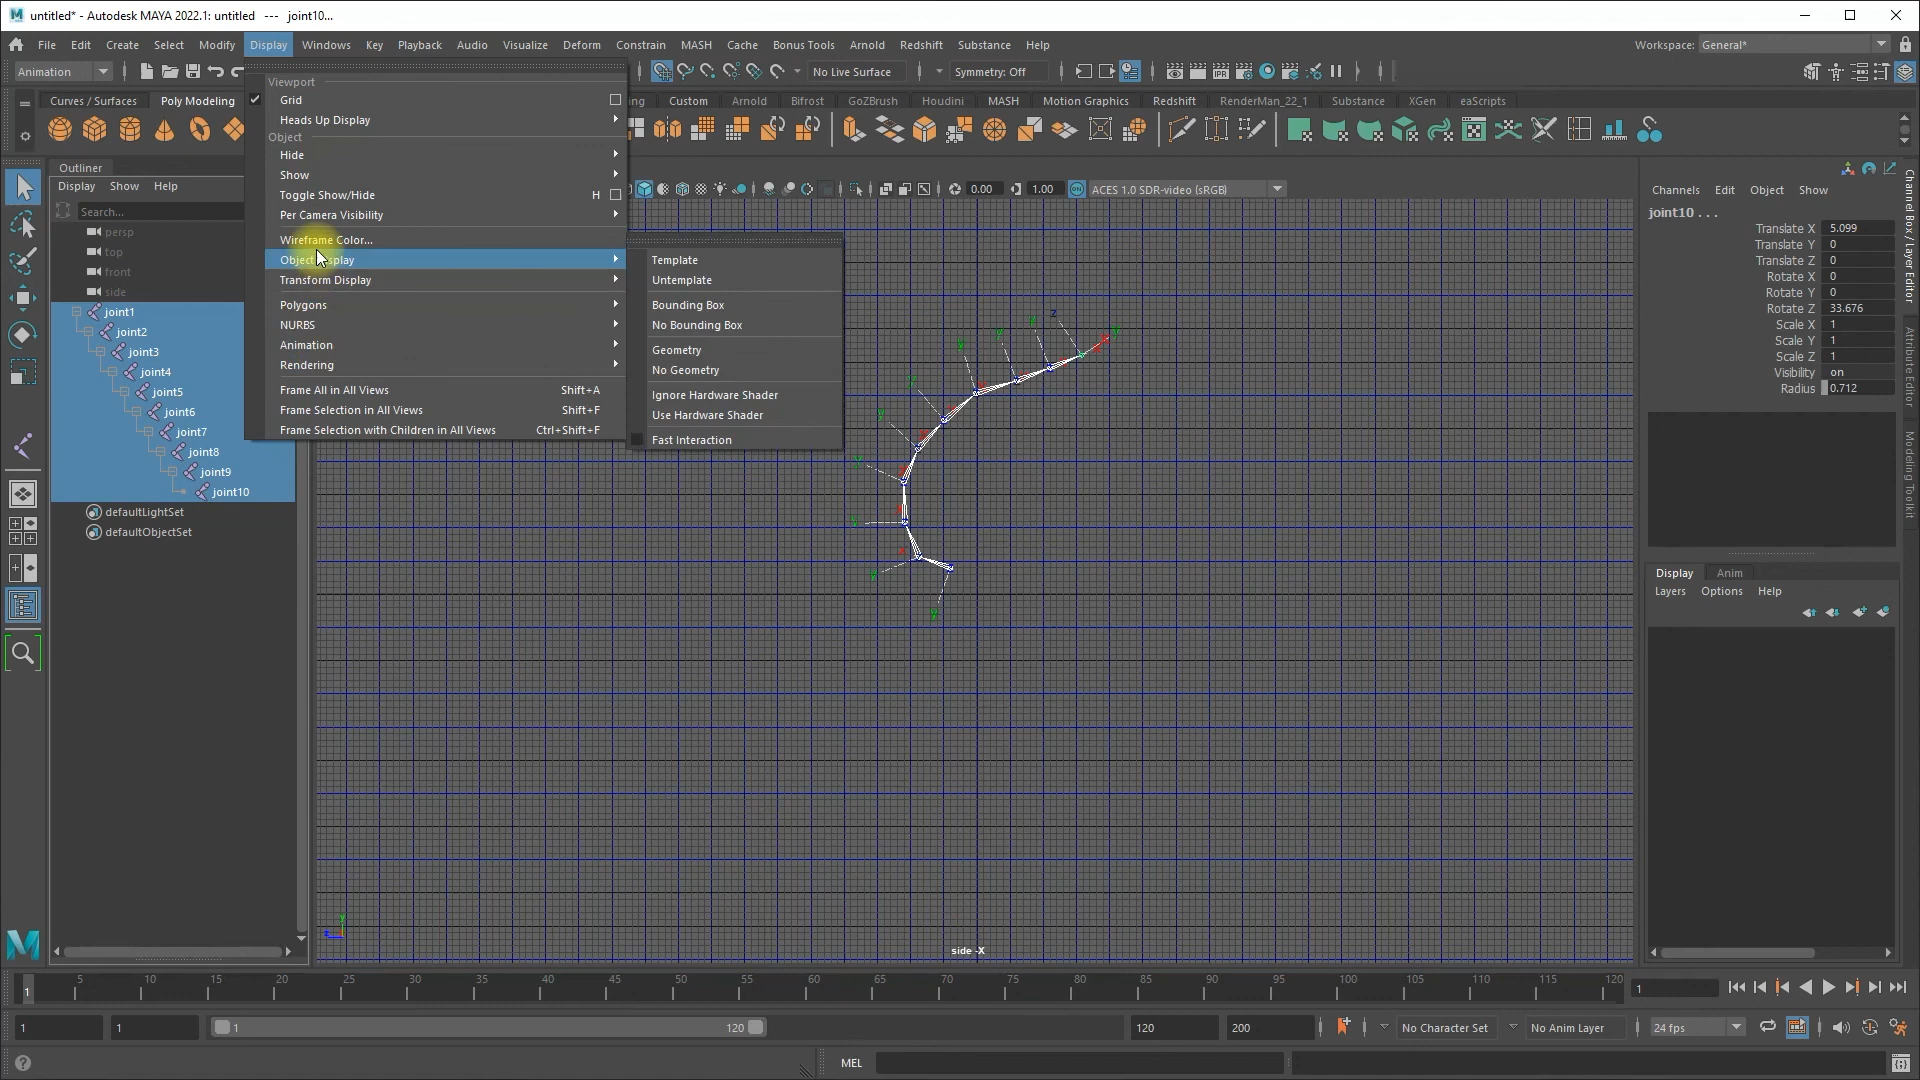 untitled* - Autodesk MAYA 2022.1: untitled --- joint10...
File Edit Create Select Modify Display Windows Key Playback Audio Visualize Deform Constrain MASH Cache Bonus Tools Arnold Redshift Substance Help
Workspace: General*
Animation
No Live Surface
Symmetry: Off
Curves / Surfaces Poly Modeling
Custom Arnold Bifrost GoZBrush Houdini MASH Motion Graphics Redshift RenderMan_22_1 Substance XGen eaScripts
Viewport
Grid
Heads Up Display
Object
Hide
Show
Toggle Show/Hide H
Per Camera Visibility
Wireframe Color...
Transform Display
Polygons
NURBS
Animation
Rendering
Frame All in All Views Shift+A
Frame Selection in All Views Shift+F
Frame Selection with Children in All Views Ctrl+Shift+F
Template
Untemplate
Bounding Box
No Bounding Box
Geometry
No Geometry
Ignore Hardware Shader
Use Hardware Shader
Fast Interaction
Outliner
Display Show Help
Search...
persp
top
front
side
joint1
joint2
joint3
joint4
joint5
joint6
joint7
joint8
joint9
joint10
defaultLightSet
defaultObjectSet
0.00 1.00 ACES 1.0 SDR-video (sRGB)
side -X
Channels Edit Object Show
joint10 . . .
Translate X 5.099
Translate Y 0
Translate Z 0
Rotate X 0
Rotate Y 0
Rotate Z 33.676
Scale X 1
Scale Y 1
Scale Z 1
Visibility on
Radius 0.712
Channel Box / Layer Editor
Attribute Editor
Modeling Toolkit
Display Anim
Layers Options Help
5 10 15 20 25 30 35 40 45 50 55 60 65 70 75 80 85 90 95 100 105 110 115 120
1
1
1 1 1 120 120 200 No Character Set No Anim Layer 24 fps
MEL